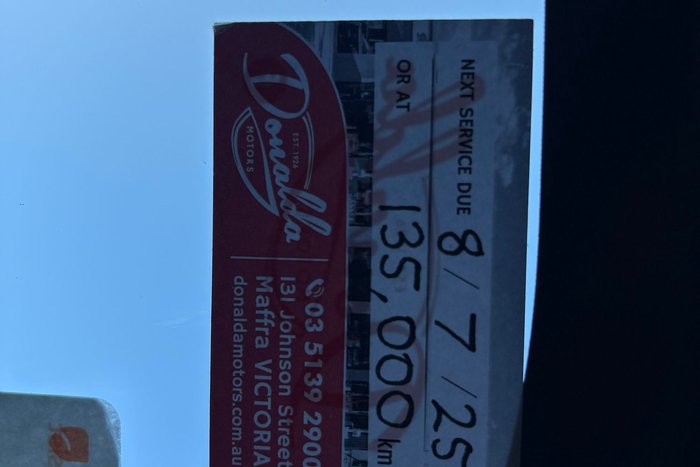 NEXT SERVICE DUE 8/7/25
OR AT 135,000 km
Donalda
EST. 1926
MOTORS
03 5139 2900
131 Johnson Street
Maffra VICTORIA
donaldamotors.com.au